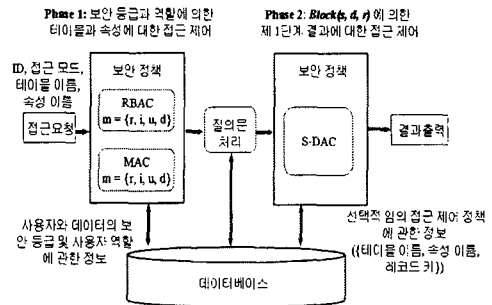 Phase 1: 보안 등급과 역할에 의한
테이블과 속성에 대한 접근 제어
Phase 2: Block(s, d, r) 에 의한
제 1단계 결과에 대한 접근 제어
ID, 접근 모드,
테이블 이름,
속성 이름
접근요청
보안 정책
RBAC
m = {r, i, u, d}
MAC
m = {r, i, u, d}
질의문
처리
보안 정책
S-DAC
결과출력
사용자와 데이터의 보
안 등급 및 사용자 역할
에 관한 정보
선택적 임의 접근 제어 정책
에 관한 정보
({테이블 이름, 속성 이름,
레코드 키})
데이터베이스